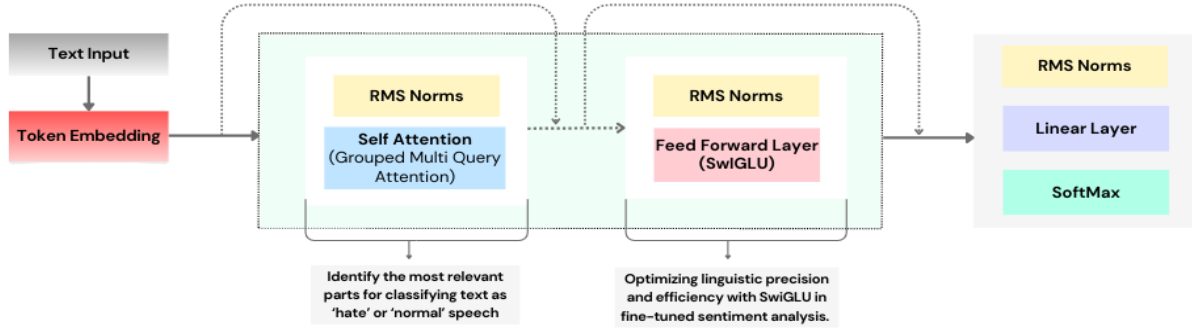 Text Input
Token Embedding
RMS Norms
Self Attention
(Grouped Multi Query
Attention)
RMS Norms
Feed Forward Layer
(SwIGLU)
RMS Norms
Linear Layer
SoftMax
Identify the most relevant
parts for classifying text as
‘hate’ or ‘normal’ speech
Optimizing linguistic precision
and efficiency with SwiGLU in
fine-tuned sentiment analysis.